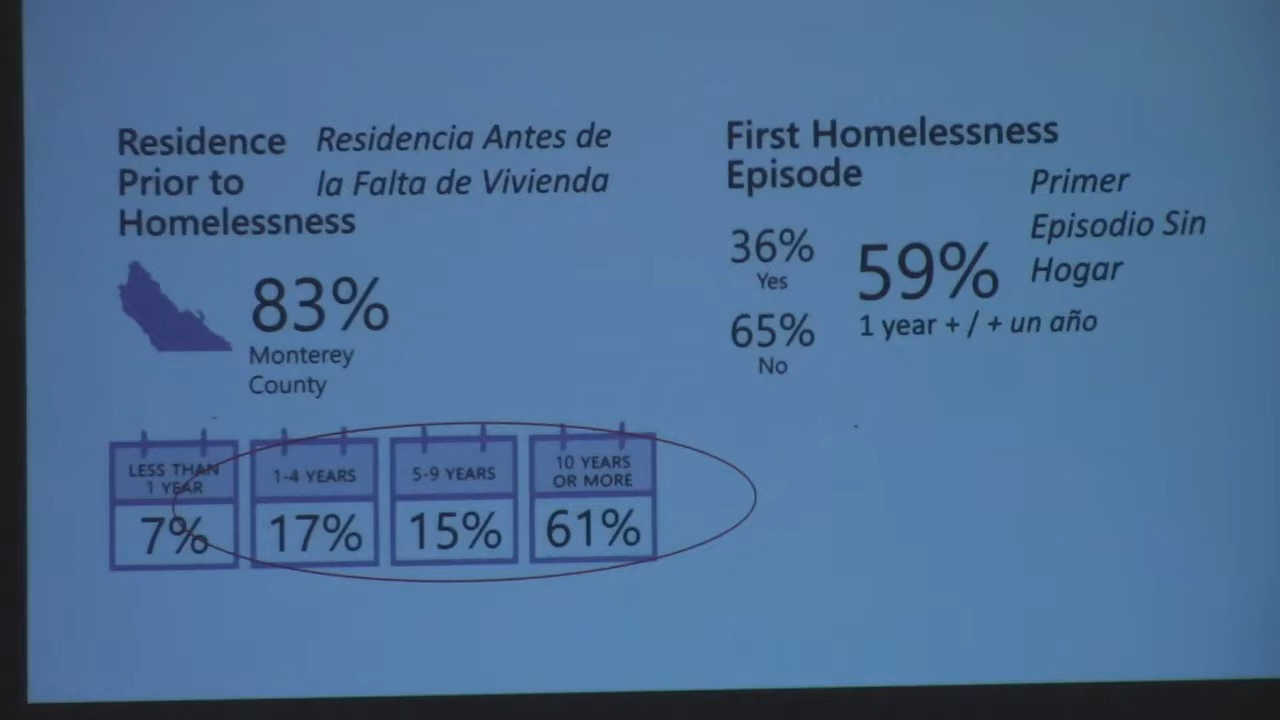 Residence
Prior to
Homelessness
Residencia Antes de
la Falta de Vivienda
83%
Monterey
County
LESS THAN
1 YEAR
7%
1-4 YEARS
17%
5-9 YEARS
15%
10 YEARS
OR MORE
61%
First Homelessness
Episode
Primer
Episodio Sin
Hogar
36%
Yes
65%
No
59%
1 year + / + un año